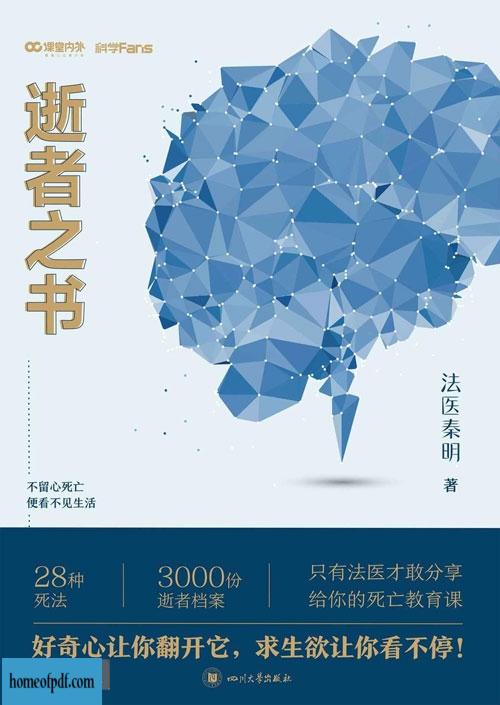 课堂内外
科学Fans
逝者之书
法医秦明 著
不留心死亡
便看不见生活
28种
死法
3000份
逝者档案
只有法医才敢分享
给你的死亡教育课
好奇心让你翻开它，求生欲让你看不停！
四川大学出版社
homeofpdf.com